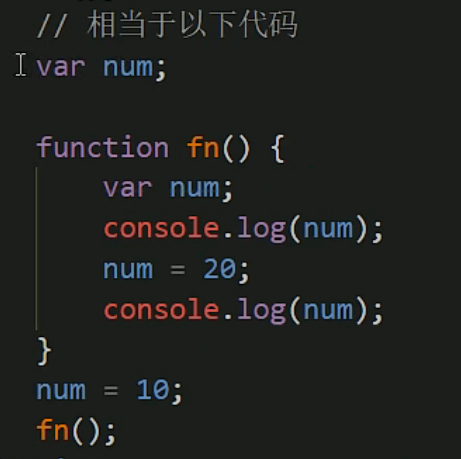 // 相当于以下代码
var num;
function fn() {
var num;
console.log(num);
num = 20;
console.log(num);
}
num = 10;
fn();